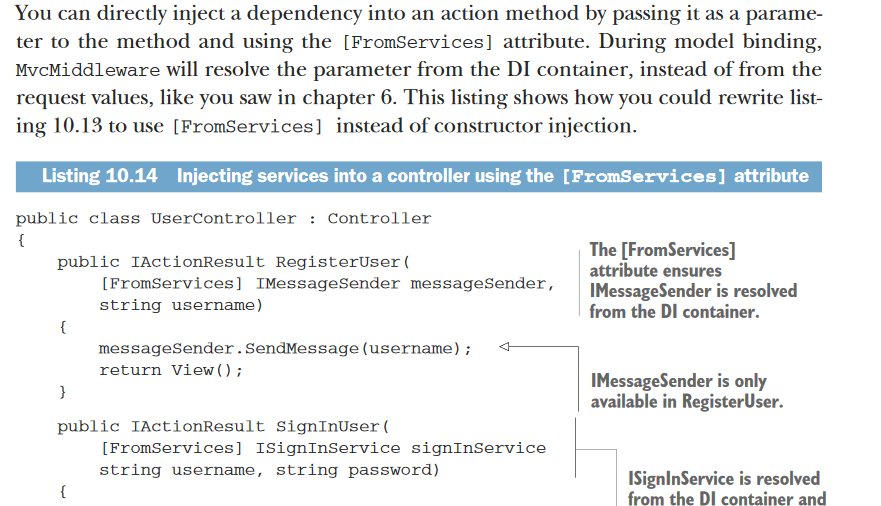 You can directly inject a dependency into an action method by passing it as a parame-
ter to the method and using the [FromServices] attribute. During model binding,
MvcMiddleware will resolve the parameter from the DI container, instead of from the
request values, like you saw in chapter 6. This listing shows how you could rewrite list-
ing 10.13 to use [FromServices] instead of constructor injection.
Listing 10.14 Injecting services into a controller using the [FromServices] attribute
public class UserController : Controller
{
public IActionResult RegisterUser(
[FromServices] IMessageSender messageSender,
string username)
{
messageSender.SendMessage(username);
return View();
}
public IActionResult SignInUser(
[FromServices] ISignInService signInService
string username, string password)
{
The [FromServices]
attribute ensures
IMessageSender is resolved
from the DI container.
IMessageSender is only
available in RegisterUser.
ISignInService is resolved
from the DI container and